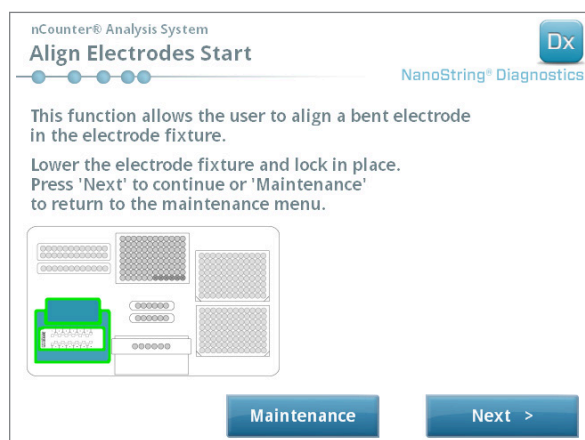 nCounter® Analysis System
Align Electrodes Start
Dx
NanoString® Diagnostics
This function allows the user to align a bent electrode
in the electrode fixture.
Lower the electrode fixture and lock in place.
Press 'Next' to continue or 'Maintenance'
to return to the maintenance menu.
Maintenance
Next >